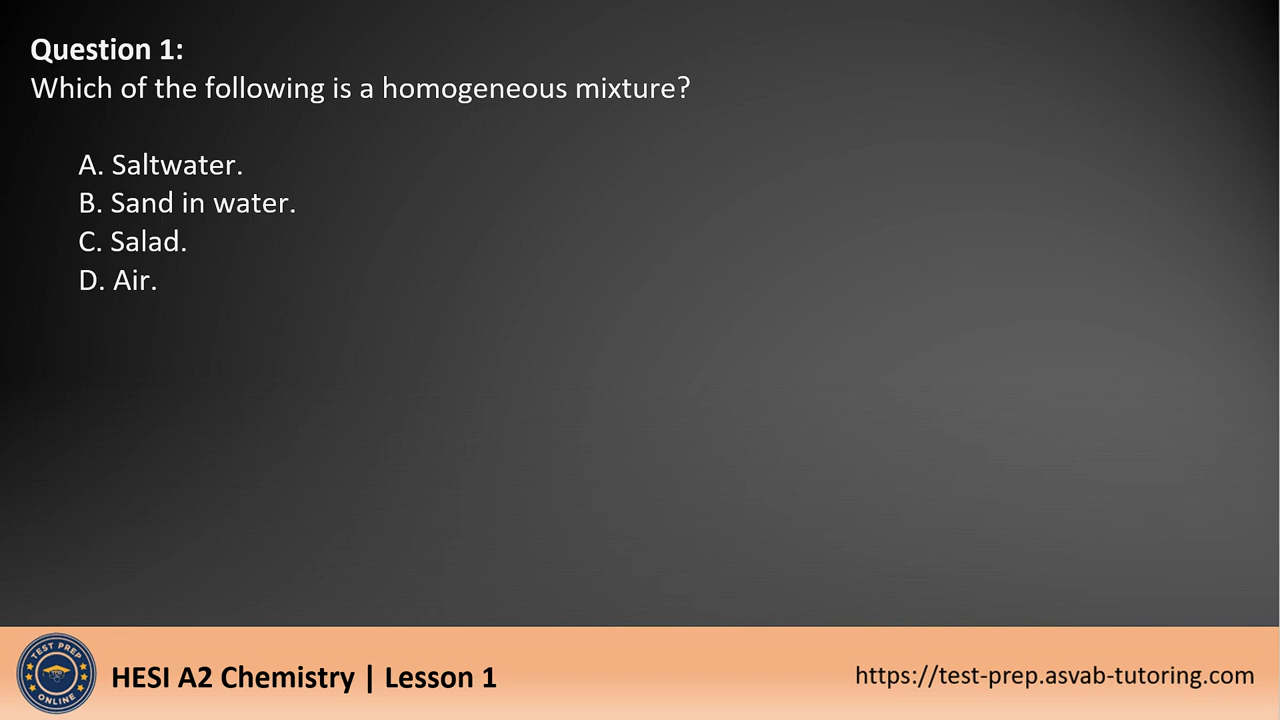 Question 1:
Which of the following is a homogeneous mixture?
A. Saltwater.
B. Sand in water.
C. Salad.
D. Air.
TEST PREP
ONLINE
HESI A2 Chemistry | Lesson 1
https://test-prep.asvab-tutoring.com